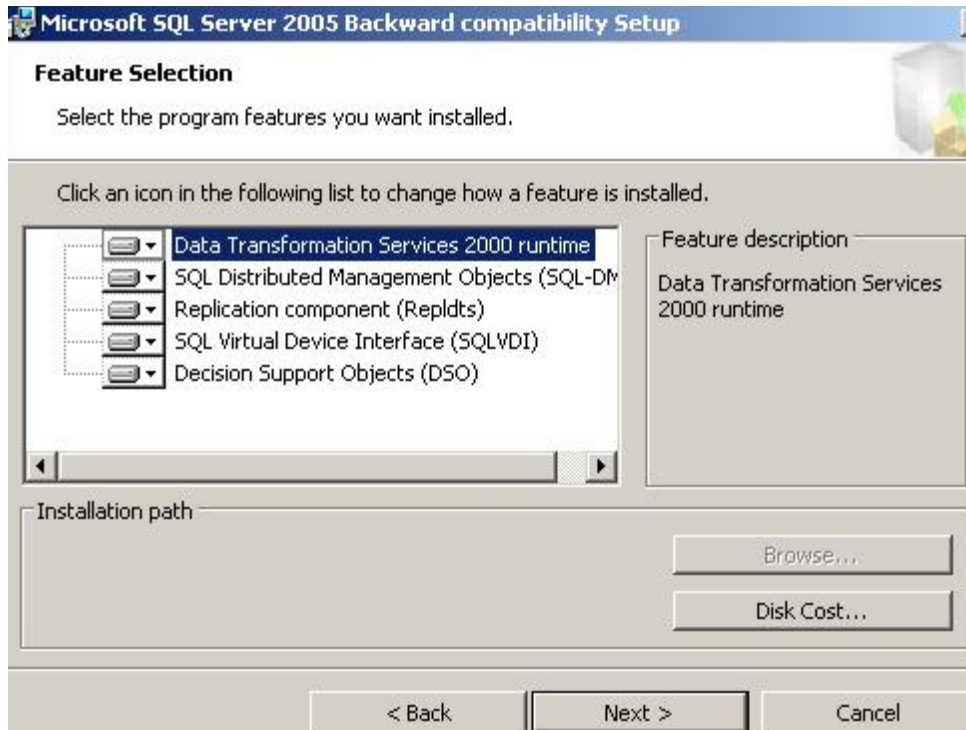 Microsoft SQL Server 2005 Backward compatibility Setup
Feature Selection
Select the program features you want installed.
Click an icon in the following list to change how a feature is installed.
Data Transformation Services 2000 runtime
SQL Distributed Management Objects (SQL-DM
Replication component (Repldts)
SQL Virtual Device Interface (SQLVDI)
Decision Support Objects (DSO)
Feature description
Data Transformation Services
2000 runtime
Installation path
Browse...
Disk Cost...
< Back
Next >
Cancel